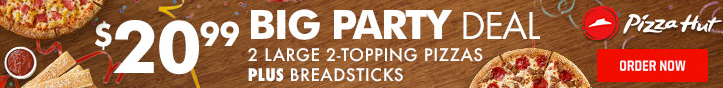 $20.99 BIG PARTY DEAL
2 LARGE 2-TOPPING PIZZAS
PLUS BREADSTICKS
Pizza Hut
ORDER NOW